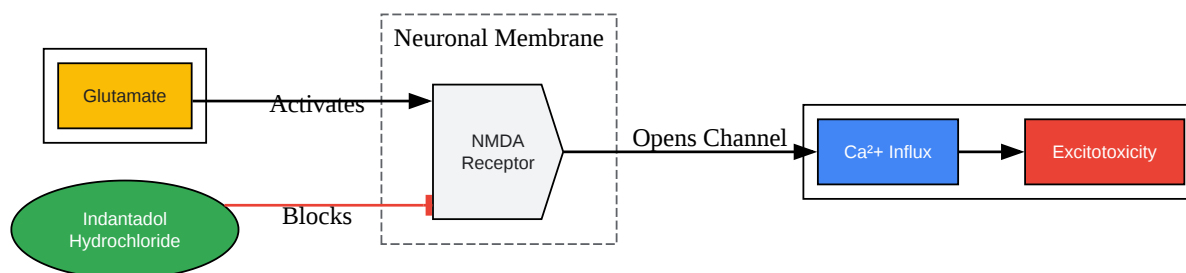 Neuronal Membrane
Glutamate
Activates
NMDA
Receptor
Opens Channel
Ca²+ Influx
Excitotoxicity
Indantadol
Hydrochloride
Blocks